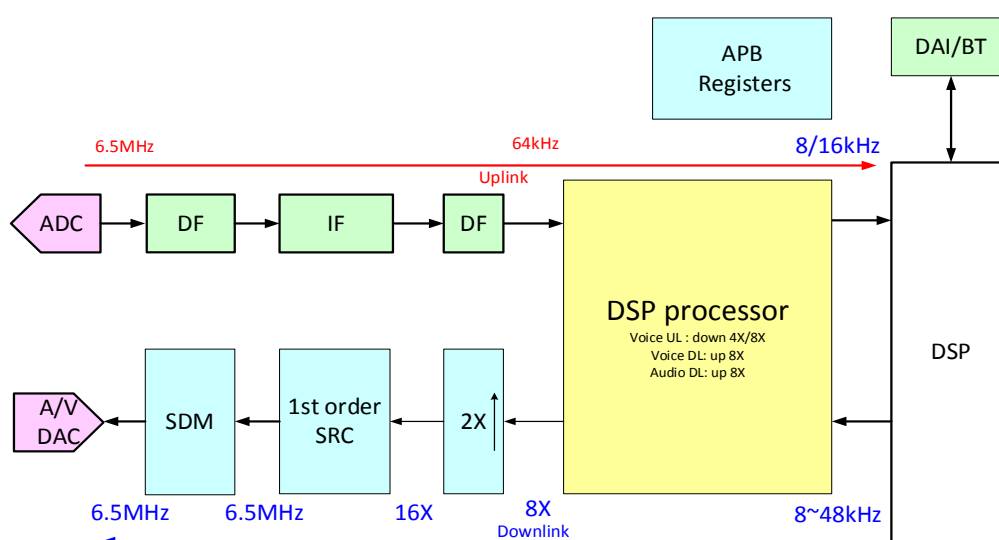 APB
Registers
DAI/BT
6.5MHz
64kHz
8/16kHz
Uplink
ADC
DF
IF
DF
DSP processor
Voice UL : down 4X/8X
Voice DL: up 8X
Audio DL: up 8X
DSP
A/V
DAC
SDM
1st order
SRC
2X
6.5MHz
6.5MHz
16X
8X
Downlink
8~48kHz